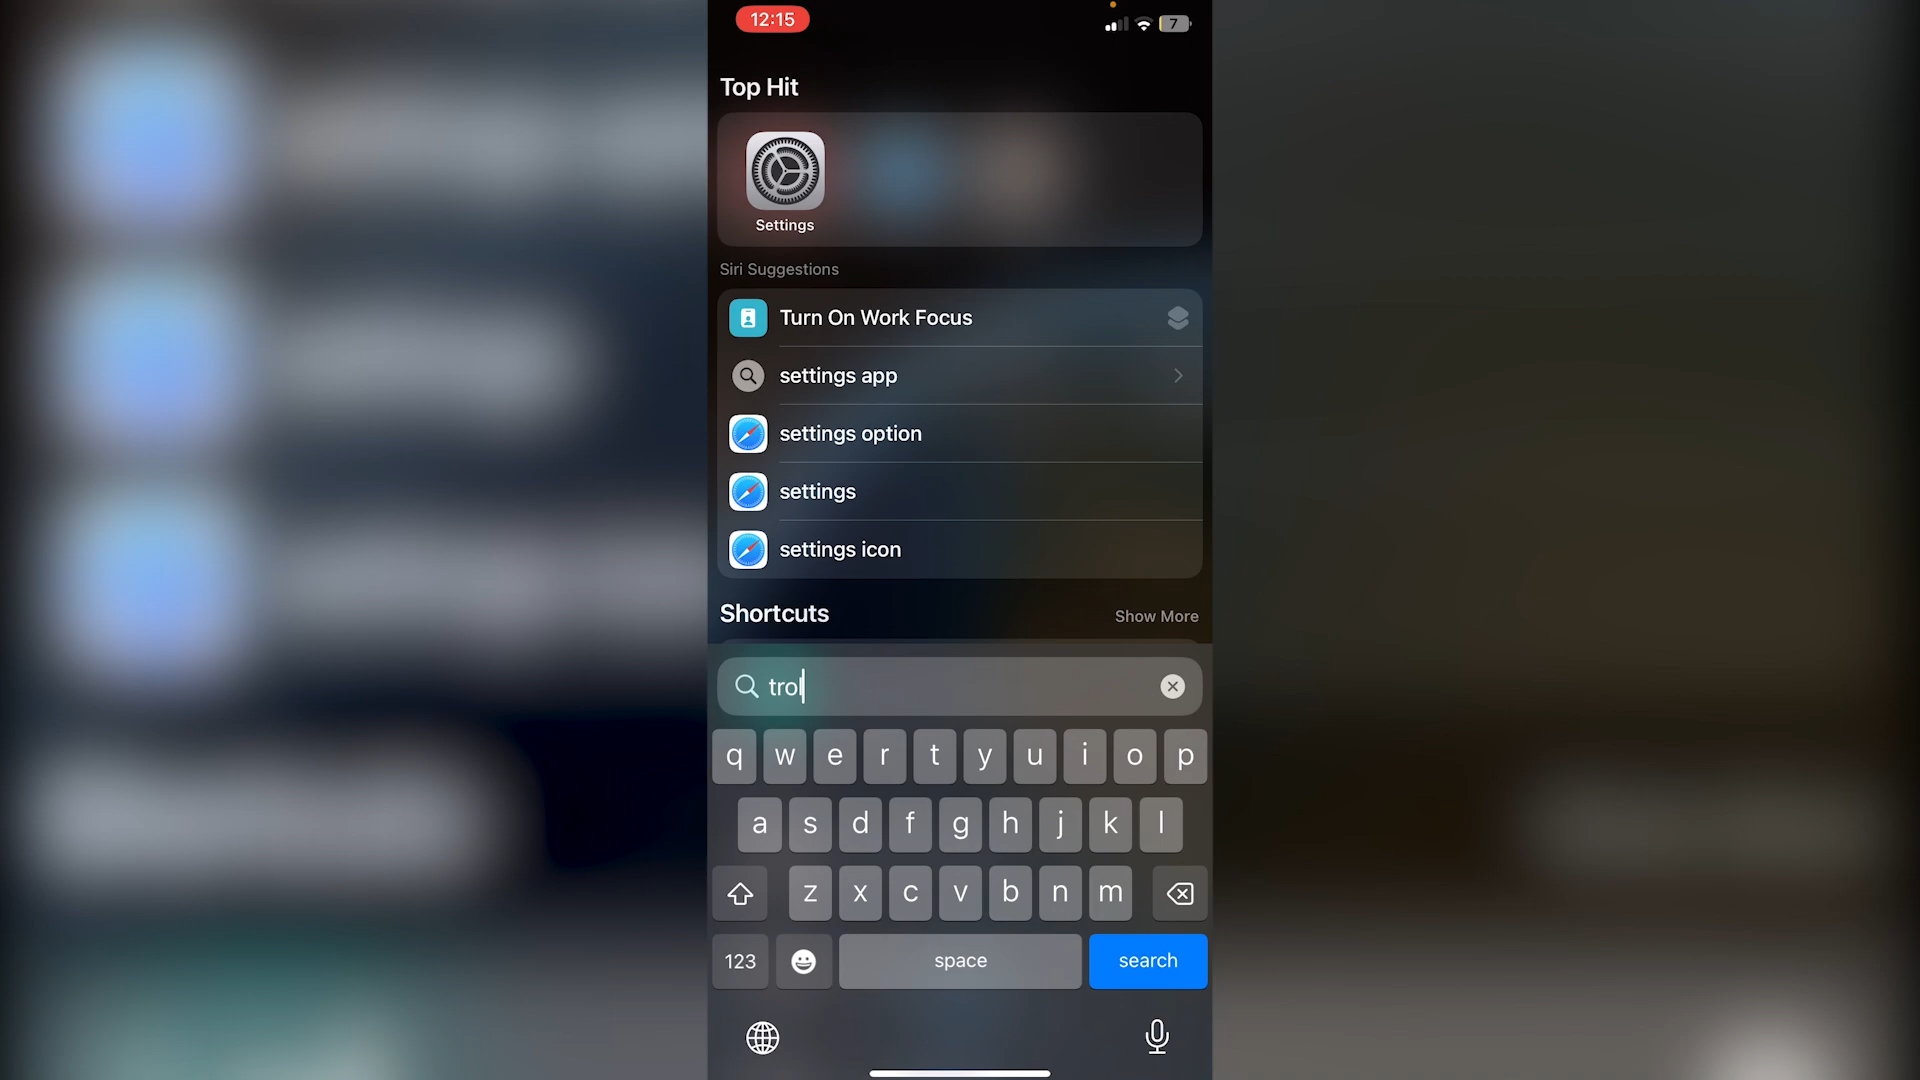 12:15
7
Top Hit
Settings
Siri Suggestions
Turn On Work Focus
settings app
settings option
settings
settings icon
Shortcuts Show More
trol
q w e r t y u i o p
a s d f g h j k l
z x c v b n m
123 space search